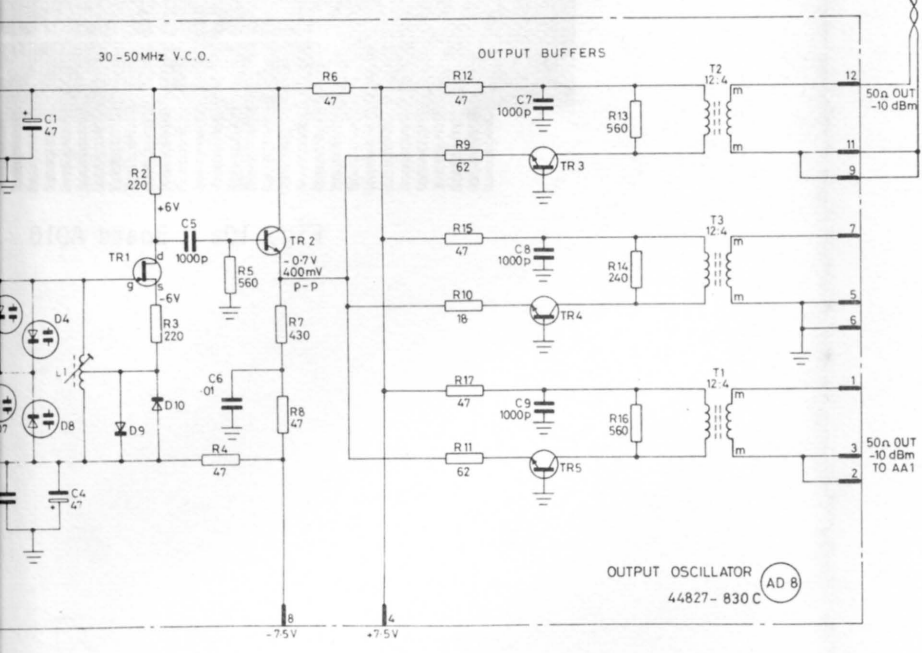 30-50MHz V.C.O.
OUTPUT BUFFERS
R6
47
R12
47
T2
12:4
m
m
12
50Ω OUT
-10 dBm
C1
+
47
C7
1000p
R13
560
R9
62
TR3
11
9
R2
220
+6V
C5
1000p
TR2
-0·7V
400mV
p-p
R5
560
TR1
d
g
s
-6V
R15
47
T3
12:4
m
m
7
C8
1000p
R14
240
R10
18
TR4
5
6
D4
R3
220
R7
430
L1
C6
·01
D10
D9
R8
47
D8
R4
47
R17
47
T1
12:4
m
m
1
C9
1000p
R16
560
R11
62
TR5
3
2
50Ω OUT
-10 dBm
TO AA1
C4
47
+
OUTPUT OSCILLATOR
44827-830C
AD 8
8
-7·5V
4
+7·5V